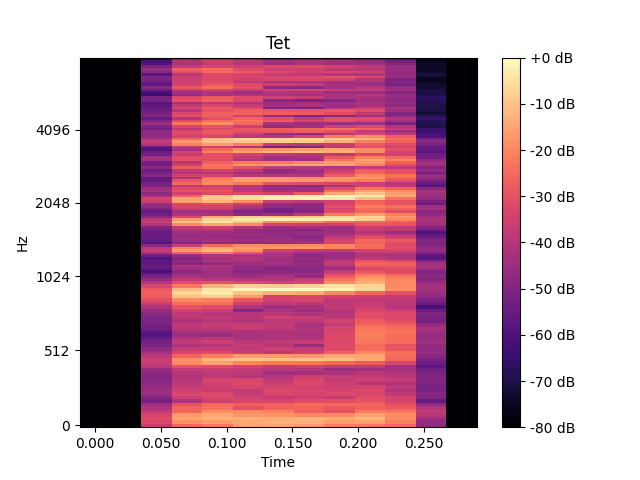 Tet
+0 dB
-10 dB
-20 dB
-30 dB
-40 dB
-50 dB
-60 dB
-70 dB
-80 dB
4096
2048
1024
512
0
Hz
0.000
0.050
0.100
0.150
0.200
0.250
Time